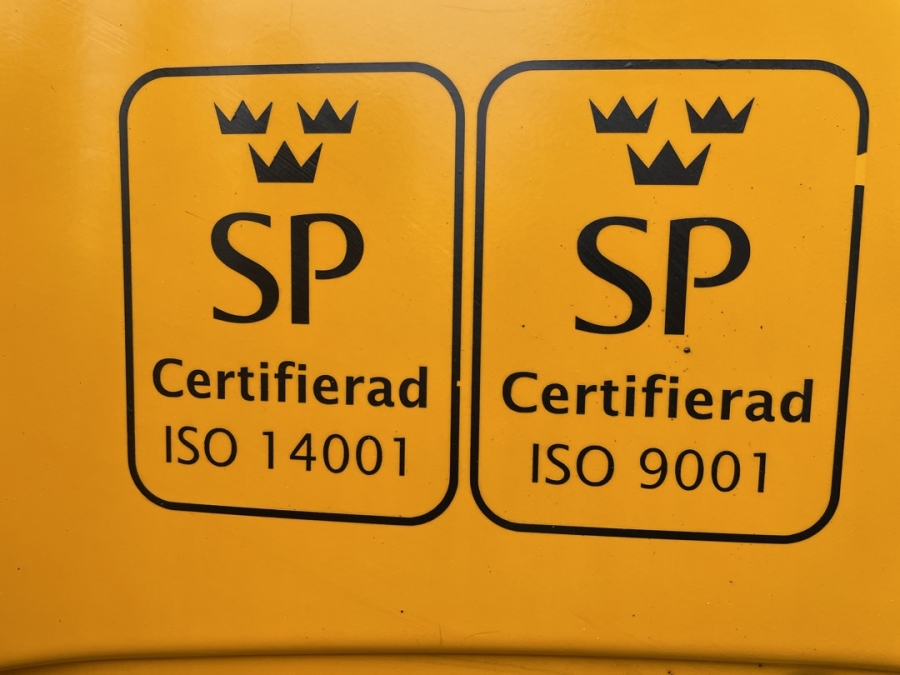 SP
Certifierad
ISO 14001
SP
Certifierad
ISO 9001